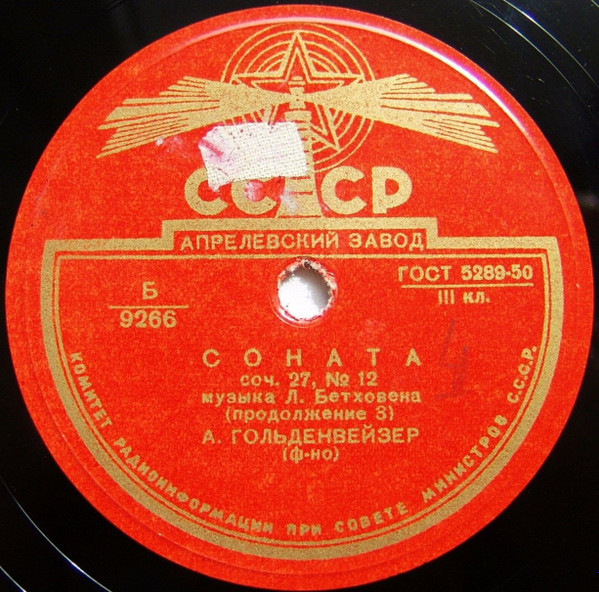 СССР
АПРЕЛЕВСКИЙ ЗАВОД
Б
9266
ГОСТ 5289-50
III кл.
СОНАТА
соч. 27, № 12
музыка Л. Бетховена
(продолжение 3)
А. ГОЛЬДЕНВЕЙЗЕР
(ф-но)
КОМИТЕТ РАДИОИНФОРМАЦИИ ПРИ СОВЕТЕ МИНИСТРОВ СССР.
4